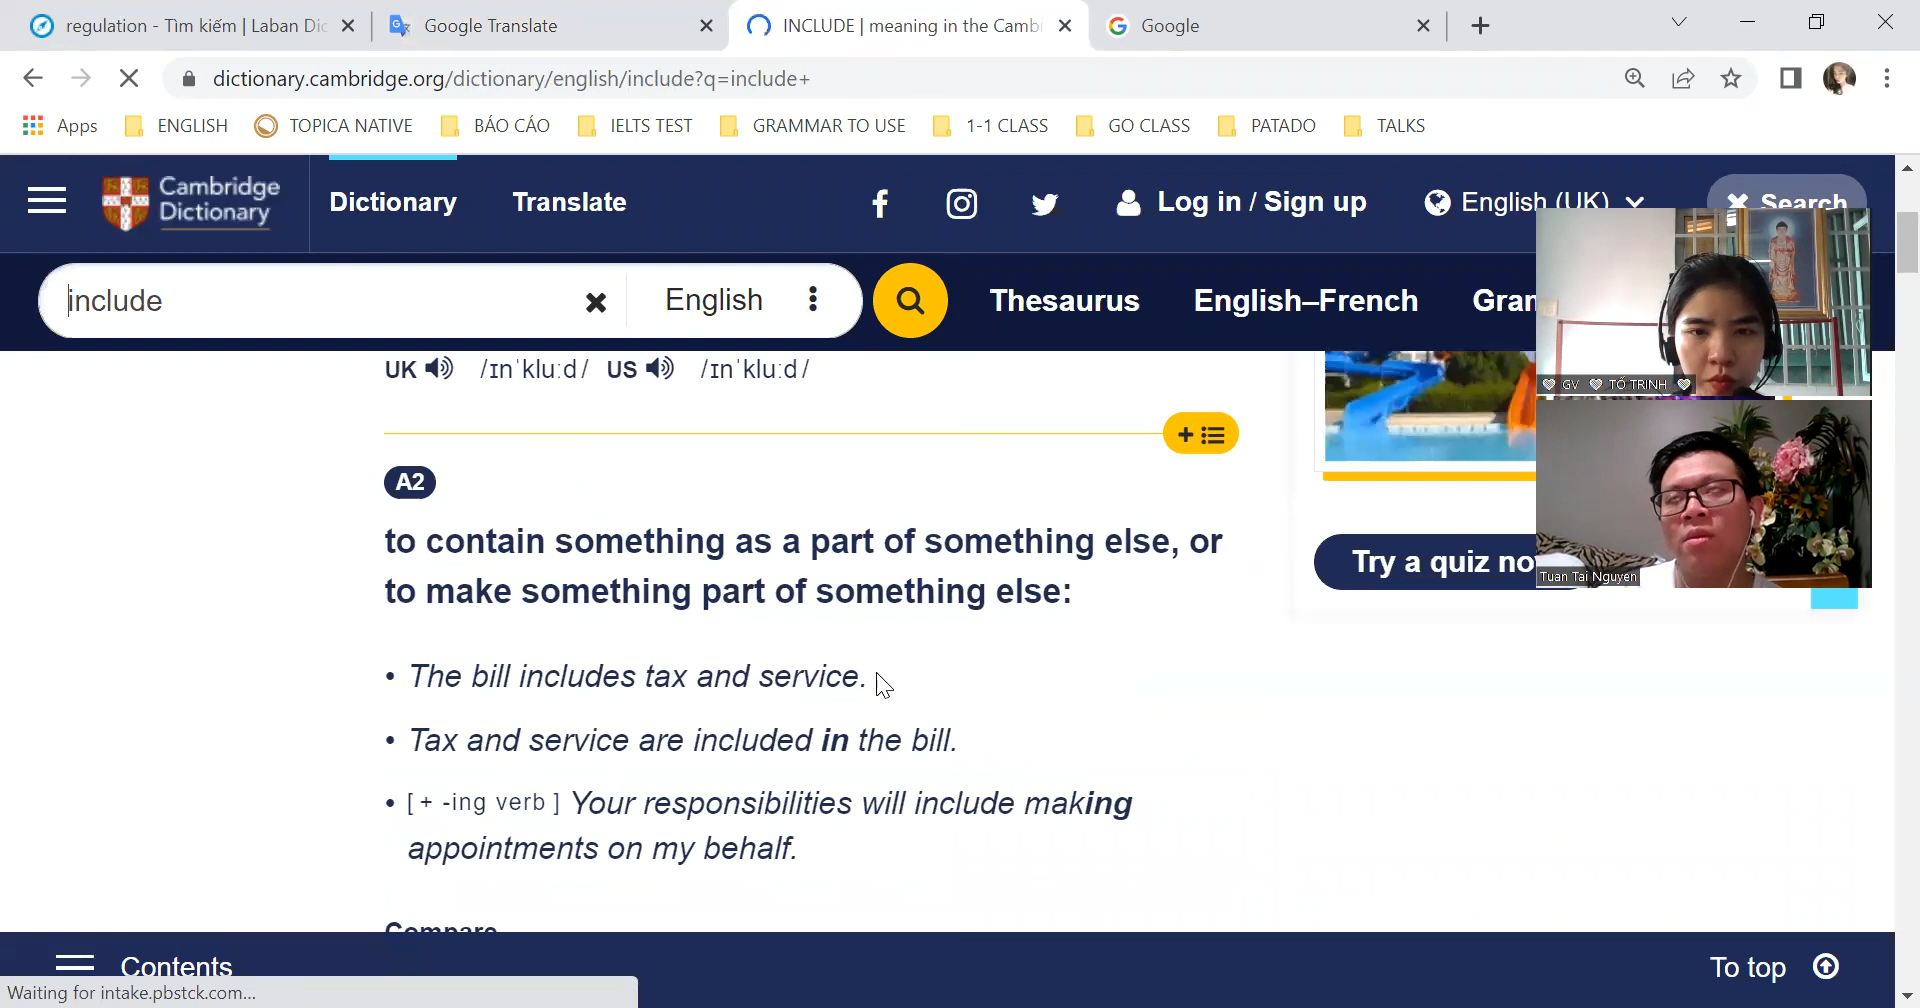 regulation - Tìm kiếm | Laban Dic
Google Translate
INCLUDE | meaning in the Camb
Google
dictionary.cambridge.org/dictionary/english/include?q=include+
Apps
ENGLISH
TOPICA NATIVE
BÁO CÁO
IELTS TEST
GRAMMAR TO USE
1-1 CLASS
GO CLASS
PATADO
TALKS
Cambridge
Dictionary
Dictionary
Translate
Log in / Sign up
English (UK)
Search
include
English
Thesaurus
English–French
Gram
UK /ɪnˈkluːd/ US /ɪnˈkluːd/
GV TỐ TRINH
A2
to contain something as a part of something else, or
to make something part of something else:
Try a quiz no
Tuan Tai Nguyen
• The bill includes tax and service.
• Tax and service are included in the bill.
• [ + -ing verb ] Your responsibilities will include making
appointments on my behalf.
Compare
Contents
To top
Waiting for intake.pbstck.com...